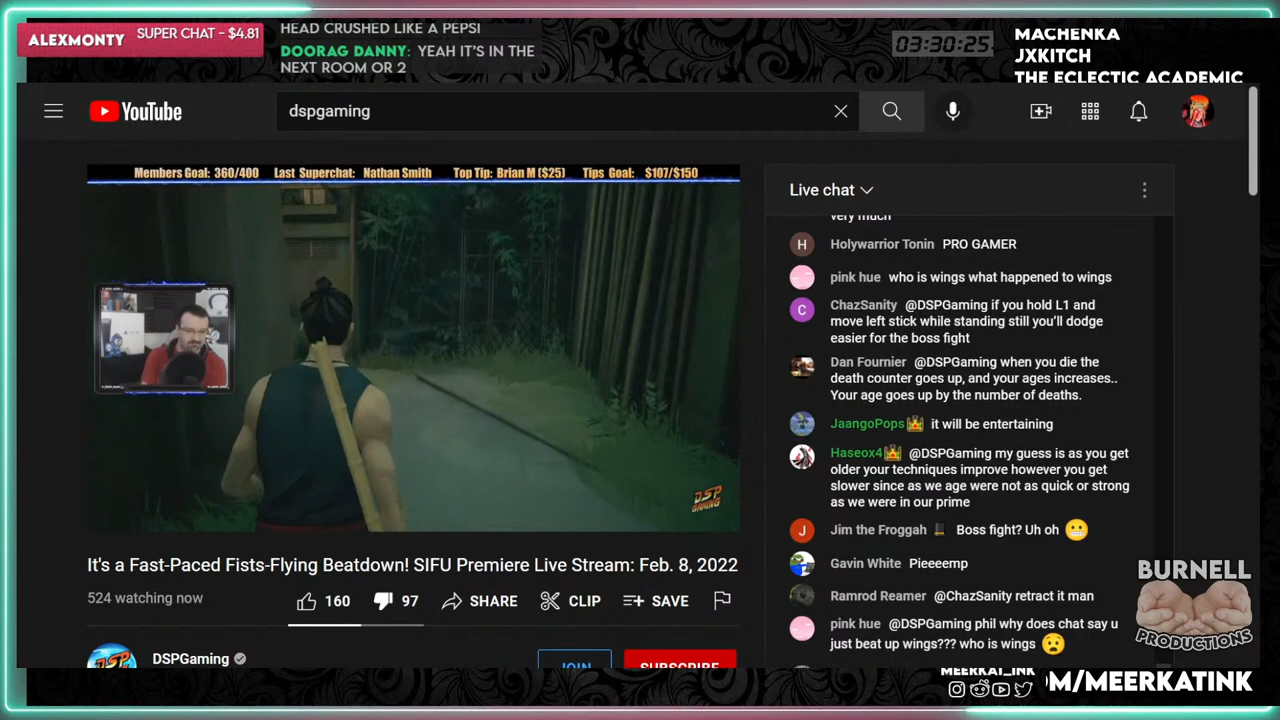 ALEXMONTY SUPER CHAT - $4.81
HEAD CRUSHED LIKE A PEPSI
DOORAG DANNY: YEAH IT'S IN THE
NEXT ROOM OR 2
03:30:25
MACHENKA
JXKITCH
THE ECLECTIC ACADEMIC
YouTube
dspgaming
Members Goal: 360/400 Last Superchat: Nathan Smith Top Tip: Brian M ($25) Tips Goal: $107/$150
DSP
GAMING
Live chat
very much
H Holywarrior Tonin PRO GAMER
pink hue who is wings what happened to wings
C ChazSanity @DSPGaming if you hold L1 and
move left stick while standing still you'll dodge
easier for the boss fight
Dan Fournier @DSPGaming when you die the
death counter goes up, and your ages increases..
Your age goes up by the number of deaths.
JaangoPops it will be entertaining
Haseox4 @DSPGaming my guess is as you get
older your techniques improve however you get
slower since as we age were not as quick or strong
as we were in our prime
J Jim the Froggah Boss fight? Uh oh
Gavin White Pieeeemp
Ramrod Reamer @ChazSanity retract it man
pink hue @DSPGaming phil why does chat say u
just beat up wings??? who is wings
It's a Fast-Paced Fists-Flying Beatdown! SIFU Premiere Live Stream: Feb. 8, 2022
524 watching now
160 97 SHARE CLIP SAVE
DSP DSPGaming
JOIN SUBSCRIBE
BURNELL
PRODUCTIONS
MEERKAT_INK
OM/MEERKATINK